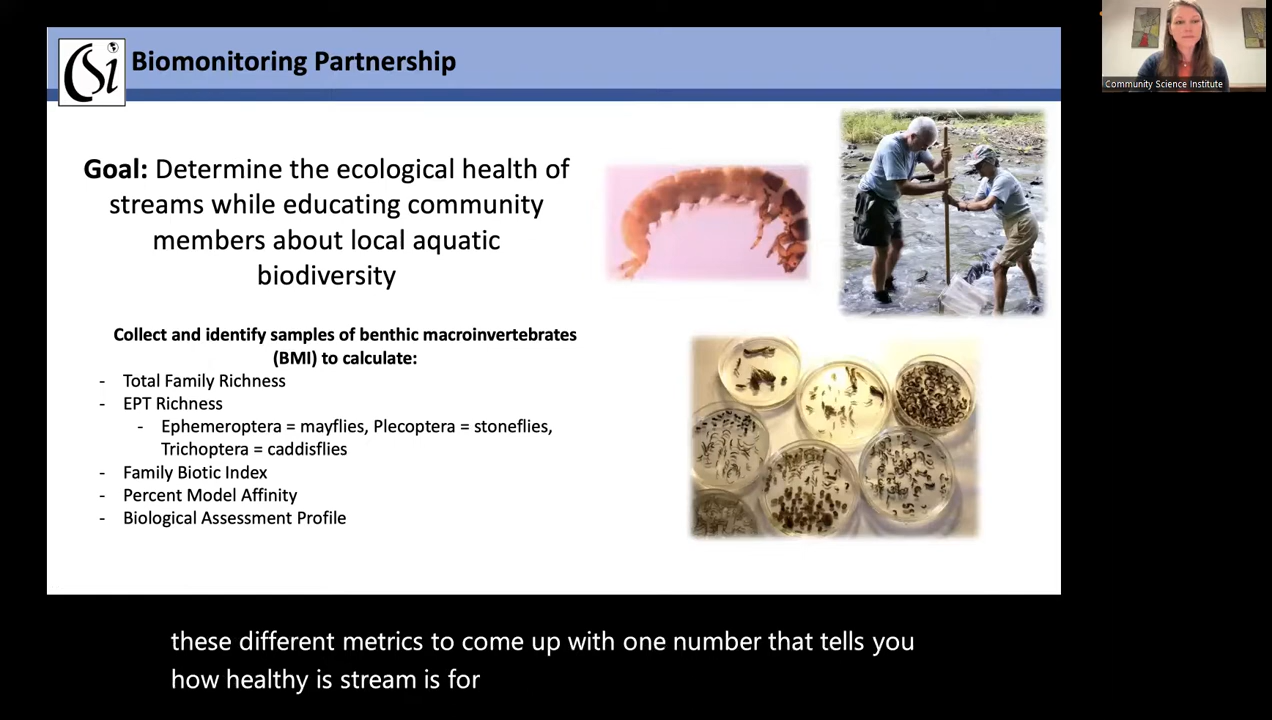 CSi
Biomonitoring Partnership
Community Science Institute
Goal: Determine the ecological health of
streams while educating community
members about local aquatic
biodiversity
Collect and identify samples of benthic macroinvertebrates
(BMI) to calculate:
- Total Family Richness
- EPT Richness
- Ephemeroptera = mayflies, Plecoptera = stoneflies,
Trichoptera = caddisflies
- Family Biotic Index
- Percent Model Affinity
- Biological Assessment Profile
these different metrics to come up with one number that tells you
how healthy is stream is for